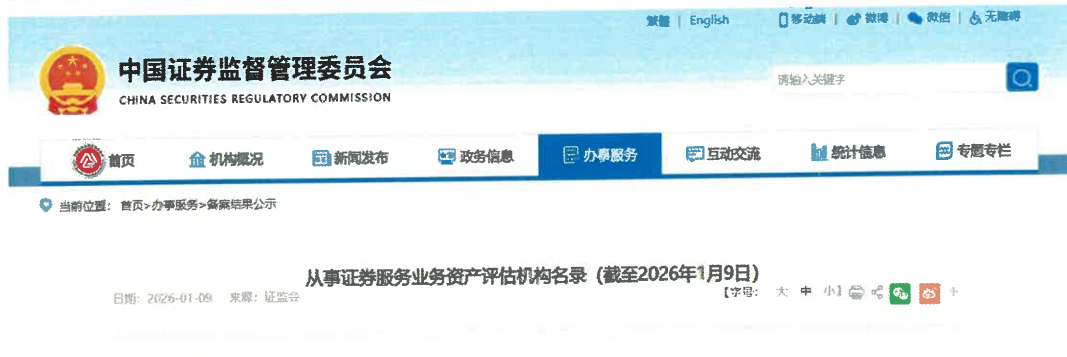 繁體 | English 移动端 | 微博 | 微信 | 无障碍
中国证券监督管理委员会
CHINA SECURITIES REGULATORY COMMISSION
请输入关键字
首页 机构概况 新闻发布 政务信息 办事服务 互动交流 统计信息 专题专栏
当前位置：首页>办事服务>备案结果公示
从事证券服务业务资产评估机构名录（截至2026年1月9日）
日期：2026-01-09 来源：证监会 【字号： 大 中 小】